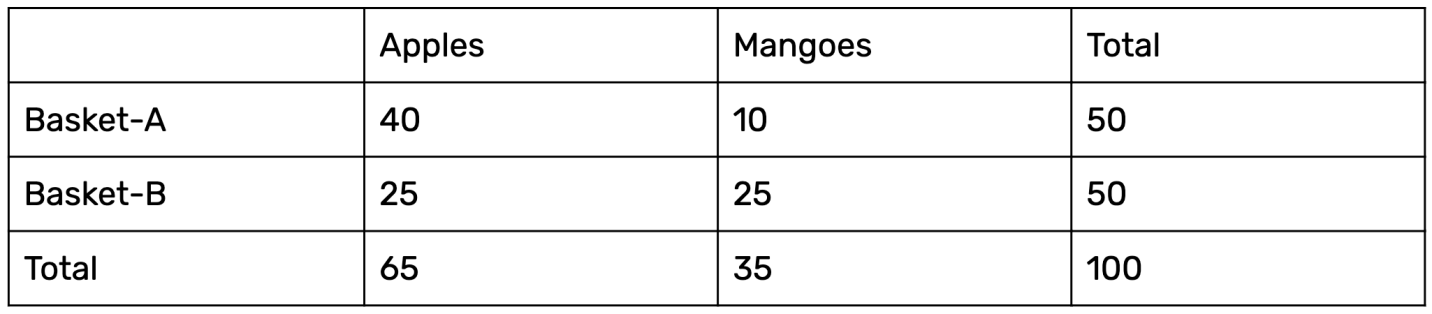 Apples Mangoes Total
Basket-A 40 10 50
Basket-B 25 25 50
Total 65 35 100